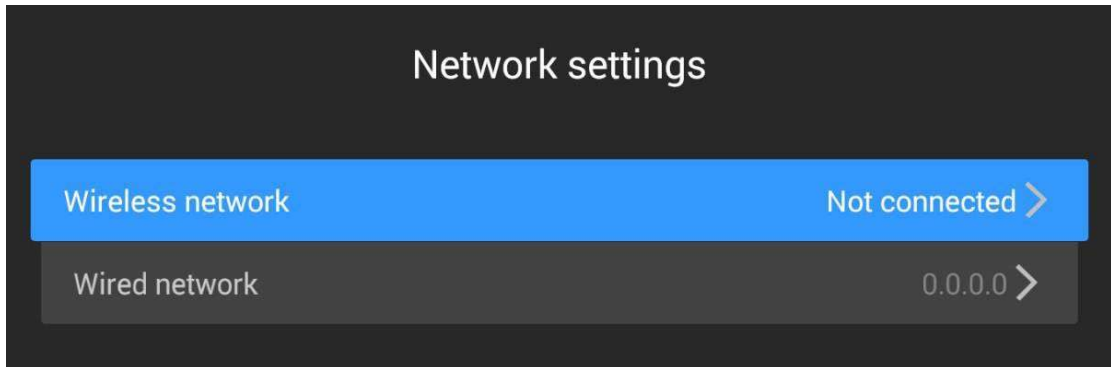 Network settings
Wireless network Not connected
Wired network 0.0.0.0